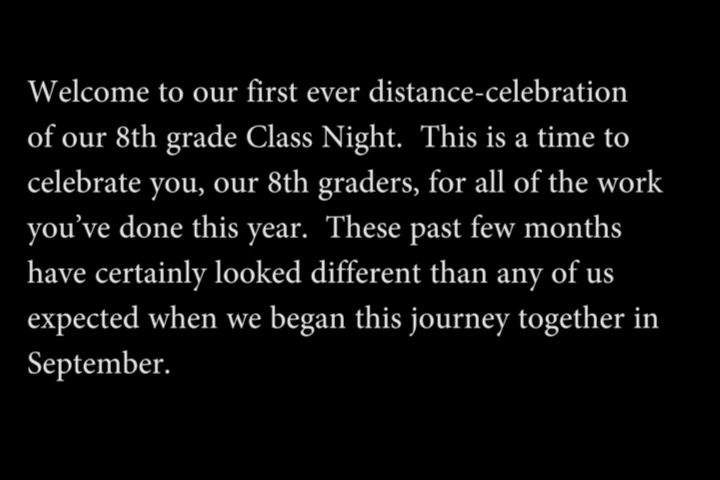 Welcome to our first ever distance-celebration
of our 8th grade Class Night.  This is a time to
celebrate you, our 8th graders, for all of the work
you’ve done this year.  These past few months
have certainly looked different than any of us
expected when we began this journey together in
September.